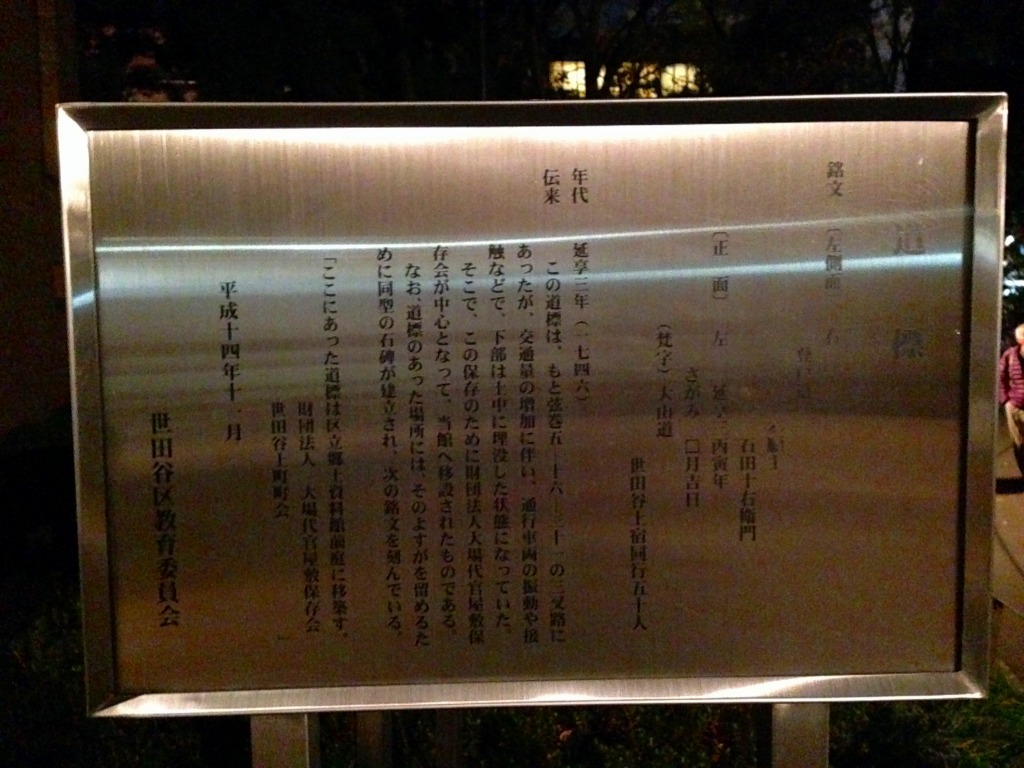 道標
銘文
〔左側面〕 右
石田十右衛門
〔正 面〕 左 延享三丙寅年
さがみ □月吉日
（梵字）大山道
世田谷上宿同行五十人
年代 延享三年（一七四六）
伝来 この道標は、もと弦巻五―十六―三十一の三叉路に
あったが、交通量の増加に伴い、通行車両の振動や接
触などで、下部は土中に埋没した状態になっていた。
そこで、この保存のために財団法人大場代官屋敷保
存会が中心となって、当館へ移設されたものである。
なお、道標のあった場所には、そのよすがを留めるた
めに同型の石碑が建立され、次の銘文を刻んでいる。
「ここにあった道標は区立郷土資料館前庭に移築す。
財団法人 大場代官屋敷保存会
世田谷上町町会 」
平成十四年十一月
世田谷区教育委員会